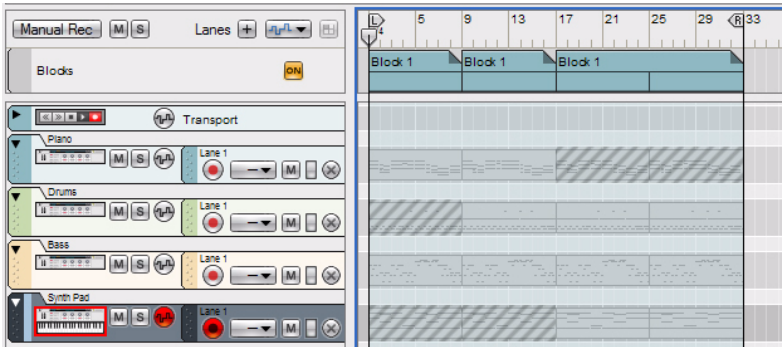 Manual Rec M S Lanes +
L 5 9 13 17 21 25 29 R 33
4
Blocks ON
Block 1 Block 1 Block 1
Transport
Piano
M S Lane 1 M
Drums
M S Lane 1 M
Bass
M S Lane 1 M
Synth Pad
M S Lane 1 M